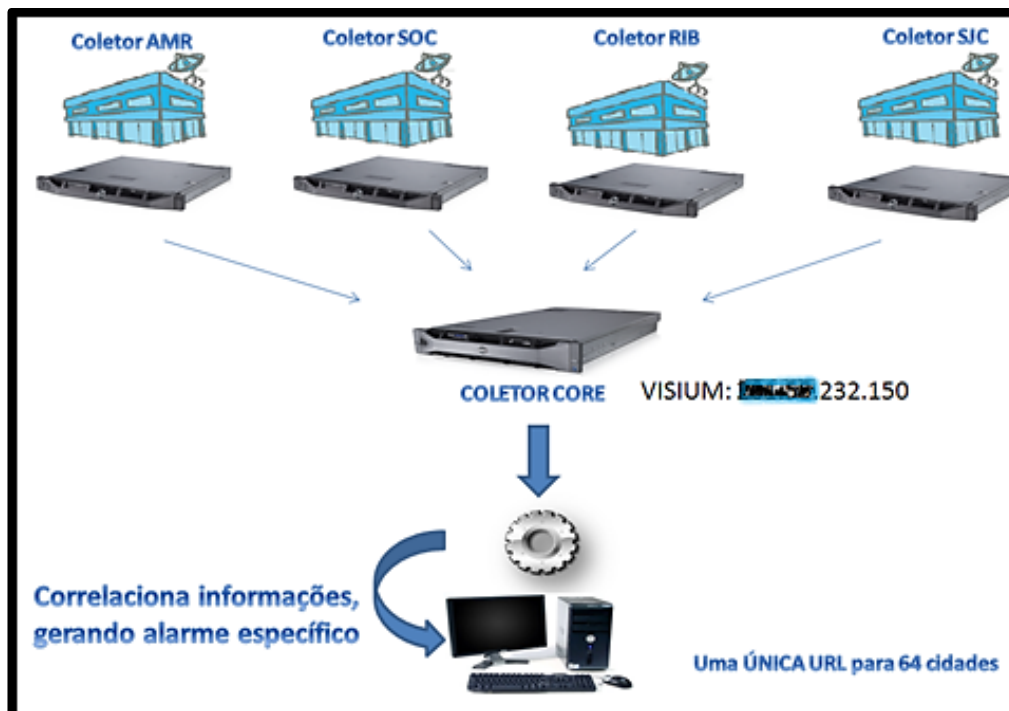 Coletor AMR
Coletor SOC
Coletor RIB
Coletor SJC
COLETOR CORE
VISIUM: .232.150
Correlaciona informações,
gerando alarme específico
Uma ÚNICA URL para 64 cidades